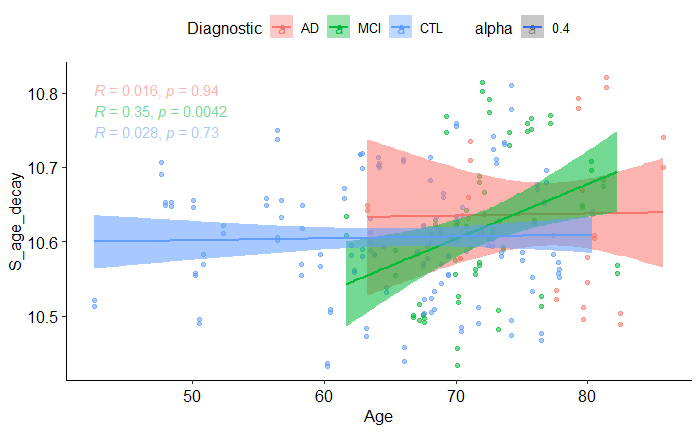 Diagnostic a AD a MCI a CTL alpha a 0.4
R = 0.016, p = 0.94
R = 0.35, p = 0.0042
R = 0.028, p = 0.73
10.8
10.7
10.6
10.5
S_age_decay
50 60 70 80
Age